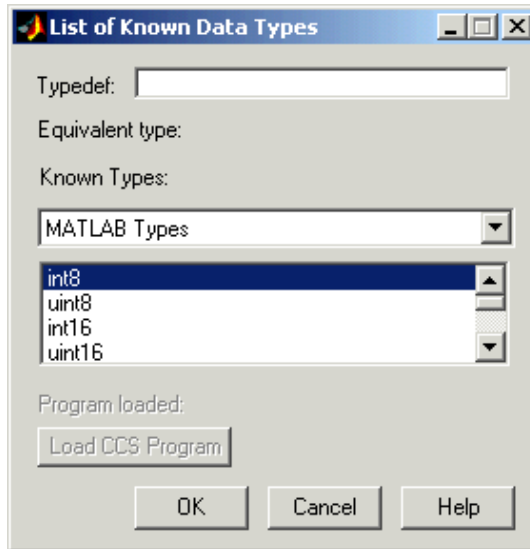 List of Known Data Types
Typedef:
Equivalent type:
Known Types:
MATLAB Types
int8
uint8
int16
uint16
Program loaded:
Load CCS Program
OK Cancel Help